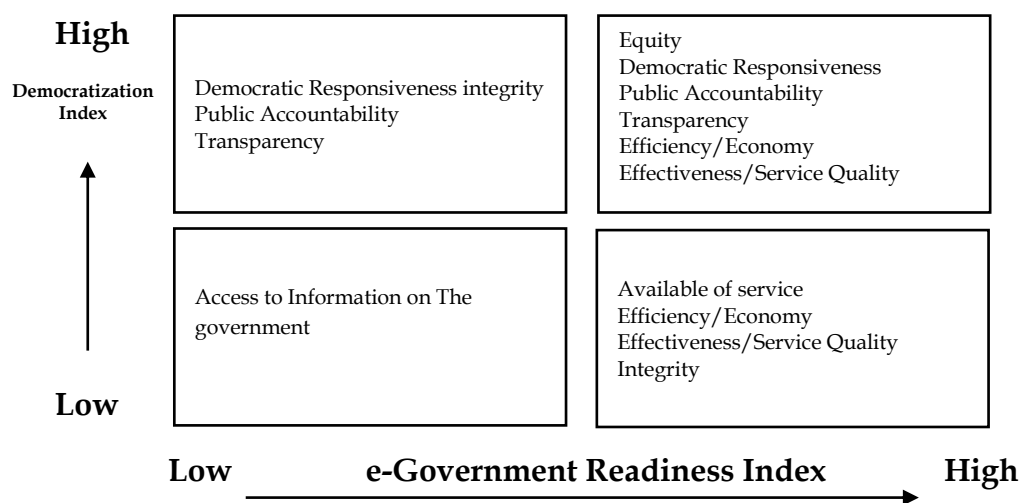 High
Democratization
Index
Low
Democratic Responsiveness integrity
Public Accountability
Transparency
Equity
Democratic Responsiveness
Public Accountability
Transparency
Efficiency/Economy
Effectiveness/Service Quality
Access to Information on The
government
Available of service
Efficiency/Economy
Effectiveness/Service Quality
Integrity
Low e-Government Readiness Index High